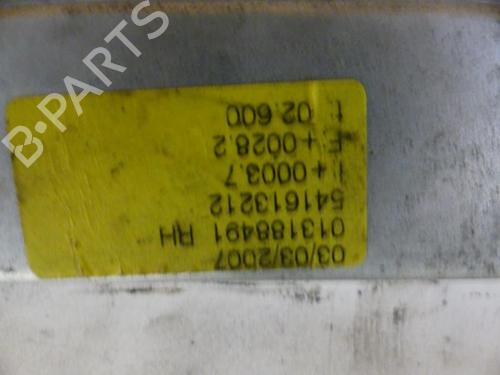 B-PARTS
03/03/2007
013188491 RH
541613212
I + 0003.7
E + 0028.2
t: 02.600